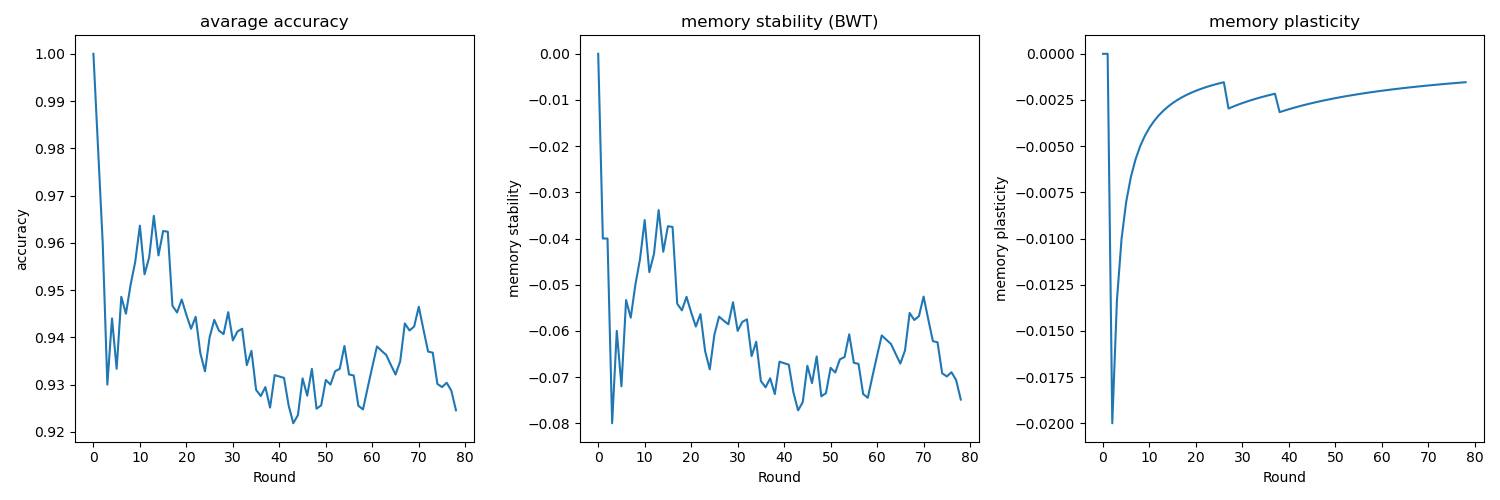 avarage accuracy
1.00
0.99
0.98
0.97
0.96
0.95
0.94
0.93
0.92
accuracy
0 10 20 30 40 50 60 70 80
Round
memory stability (BWT)
0.00
−0.01
−0.02
−0.03
−0.04
−0.05
−0.06
−0.07
−0.08
memory stability
0 10 20 30 40 50 60 70 80
Round
memory plasticity
0.0000
−0.0025
−0.0050
−0.0075
−0.0100
−0.0125
−0.0150
−0.0175
−0.0200
memory plasticity
0 10 20 30 40 50 60 70 80
Round